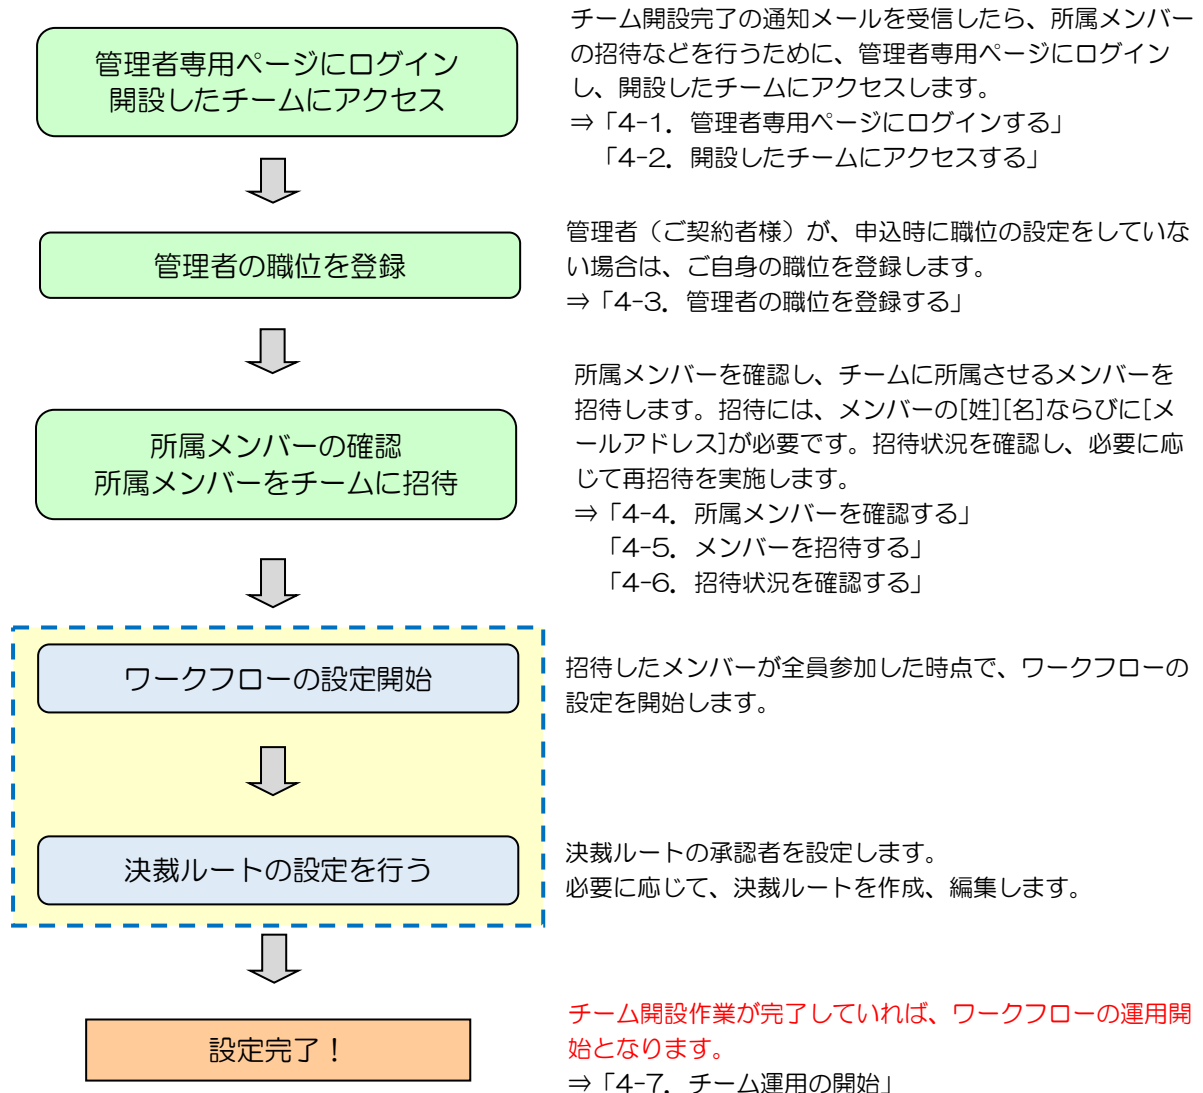 管理者専用ページにログイン
開設したチームにアクセス
チーム開設完了の通知メールを受信したら、所属メンバー
の招待などを行うために、管理者専用ページにログイン
し、開設したチームにアクセスします。
⇒「4-1. 管理者専用ページにログインする」
「4-2. 開設したチームにアクセスする」
管理者の職位を登録
管理者（ご契約者様）が、申込時に職位の設定をしていな
い場合は、ご自身の職位を登録します。
⇒「4-3. 管理者の職位を登録する」
所属メンバーの確認
所属メンバーをチームに招待
所属メンバーを確認し、チームに所属させるメンバーを
招待します。招待には、メンバーの[姓][名]ならびに[メ
ールアドレス]が必要です。招待状況を確認し、必要に応
じて再招待を実施します。
⇒「4-4. 所属メンバーを確認する」
「4-5. メンバーを招待する」
「4-6. 招待状況を確認する」
ワークフローの設定開始
招待したメンバーが全員参加した時点で、ワークフローの
設定を開始します。
決裁ルートの設定を行う
決裁ルートの承認者を設定します。
必要に応じて、決裁ルートを作成、編集します。
設定完了！
チーム開設作業が完了していれば、ワークフローの運用開
始となります。
⇒「4-7. チーム運用の開始」